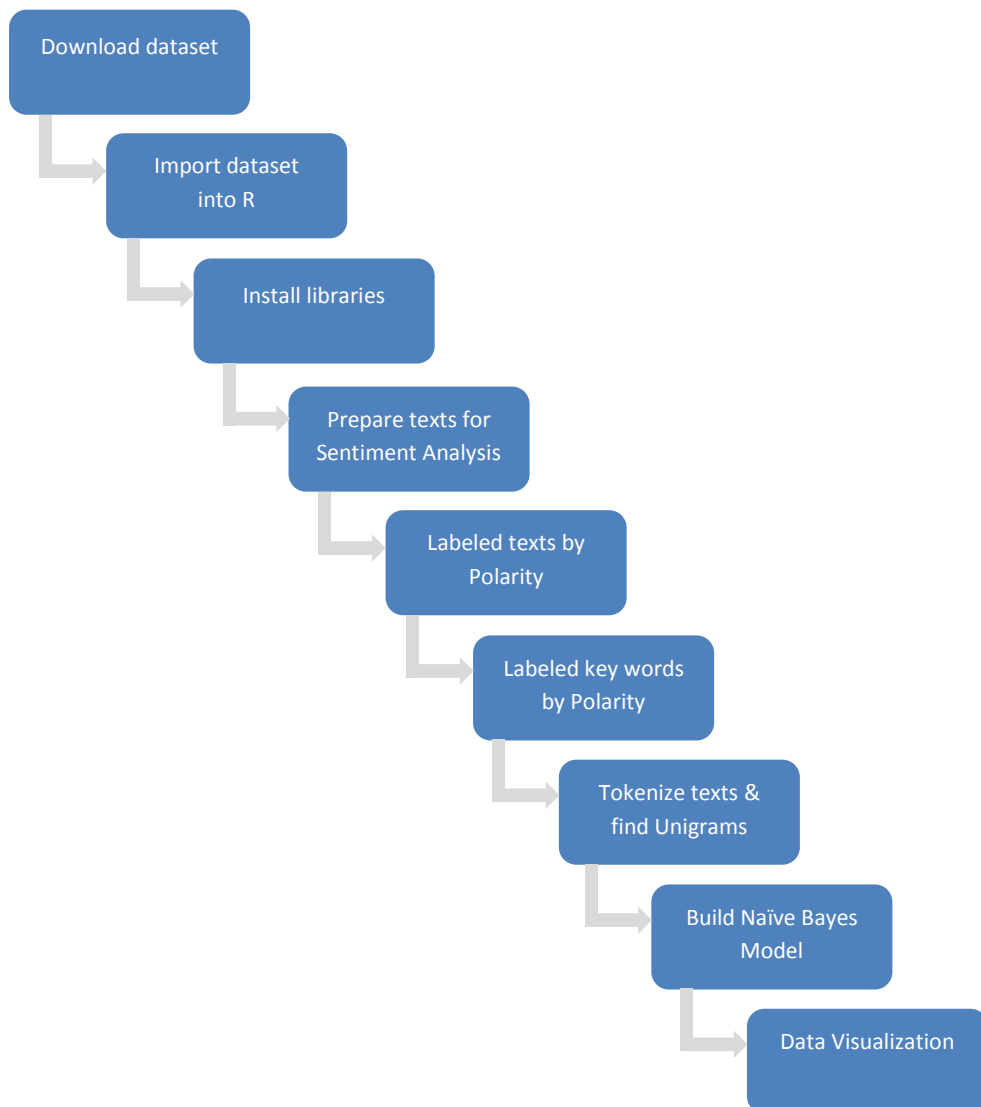 Download dataset
Import dataset
into R
Install libraries
Prepare texts for
Sentiment Analysis
Labeled texts by
Polarity
Labeled key words
by Polarity
Tokenize texts &
find Unigrams
Build Naïve Bayes
Model
Data Visualization